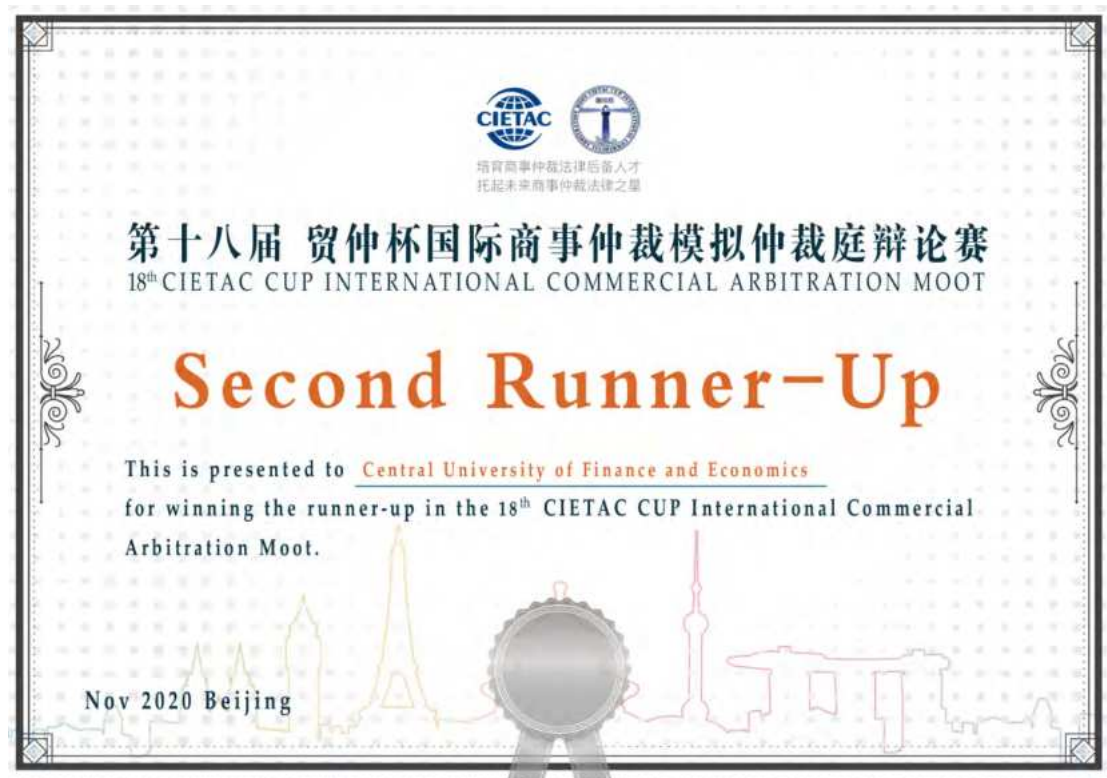 CIETAC
培育商事仲裁法律后备人才
托起未来商事仲裁法律之星
第十八届 贸仲杯国际商事仲裁模拟仲裁庭辩论赛
18th CIETAC CUP INTERNATIONAL COMMERCIAL ARBITRATION MOOT
Second Runner-Up
This is presented to Central University of Finance and Economics
for winning the runner-up in the 18th CIETAC CUP International Commercial
Arbitration Moot.
Nov 2020 Beijing